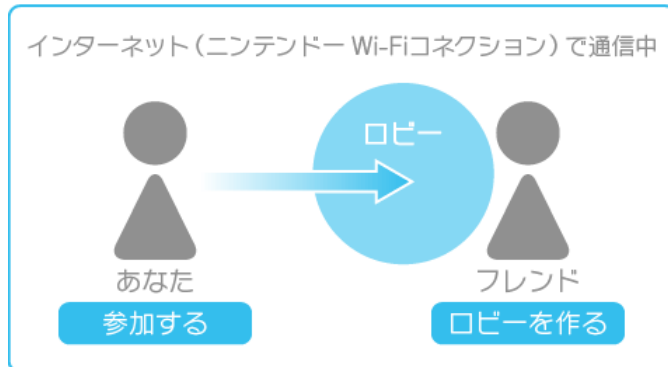 インターネット（ニンテンドー Wi-Fiコネクション）で通信中
ロビー
あなた
フレンド
参加する
ロビーを作る